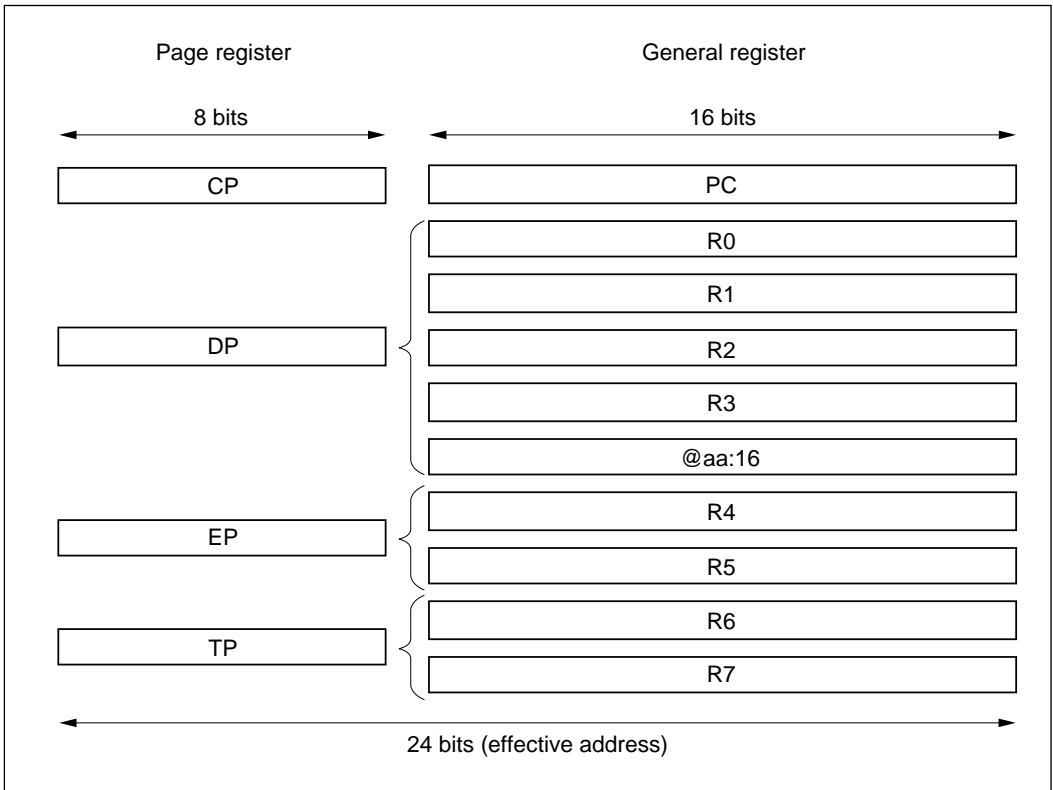 Page register
General register
8 bits
16 bits
CP
PC
R0
R1
DP
R2
R3
@aa:16
R4
EP
R5
R6
TP
R7
24 bits (effective address)